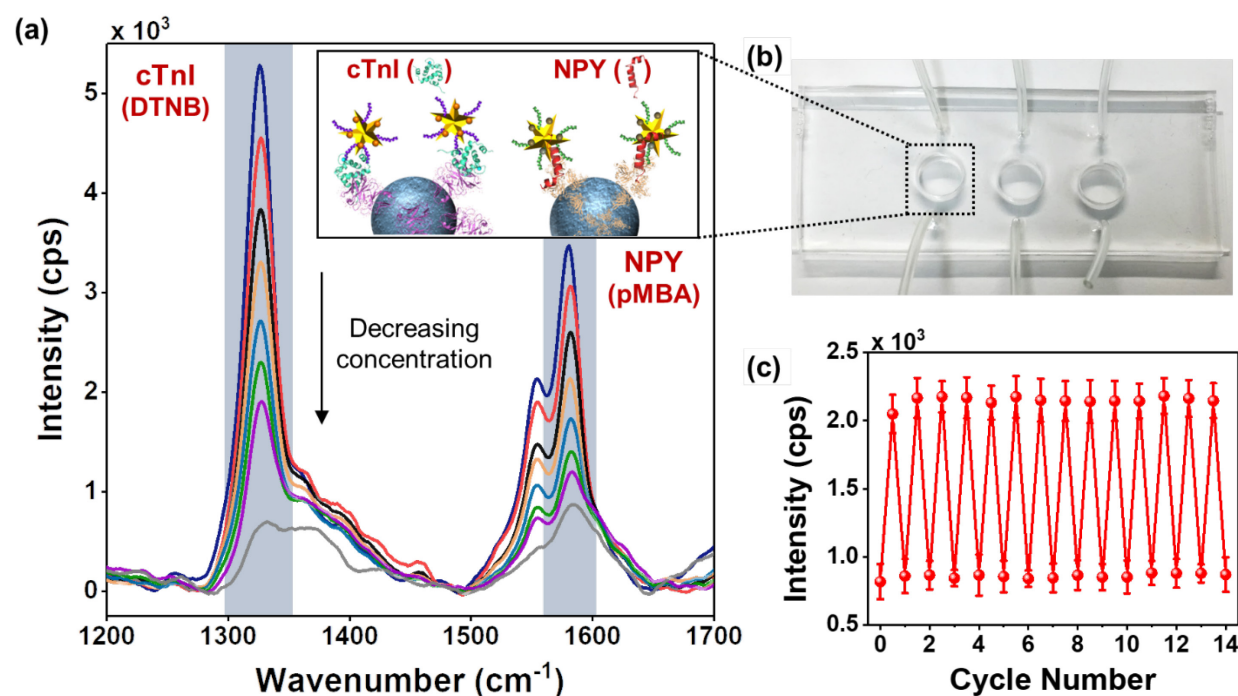 (a)
x 10³
cTnI
(DTNB)
cTnI ( )
NPY ( )
NPY
(pMBA)
Decreasing
concentration
5
4
3
2
1
0
Intensity (cps)
1200
1300
1400
1500
1600
1700
Wavenumber (cm⁻¹)
(b)
(c)
x 10³
2.5
2.0
1.5
1.0
0.5
Intensity (cps)
0
2
4
6
8
10
12
14
Cycle Number